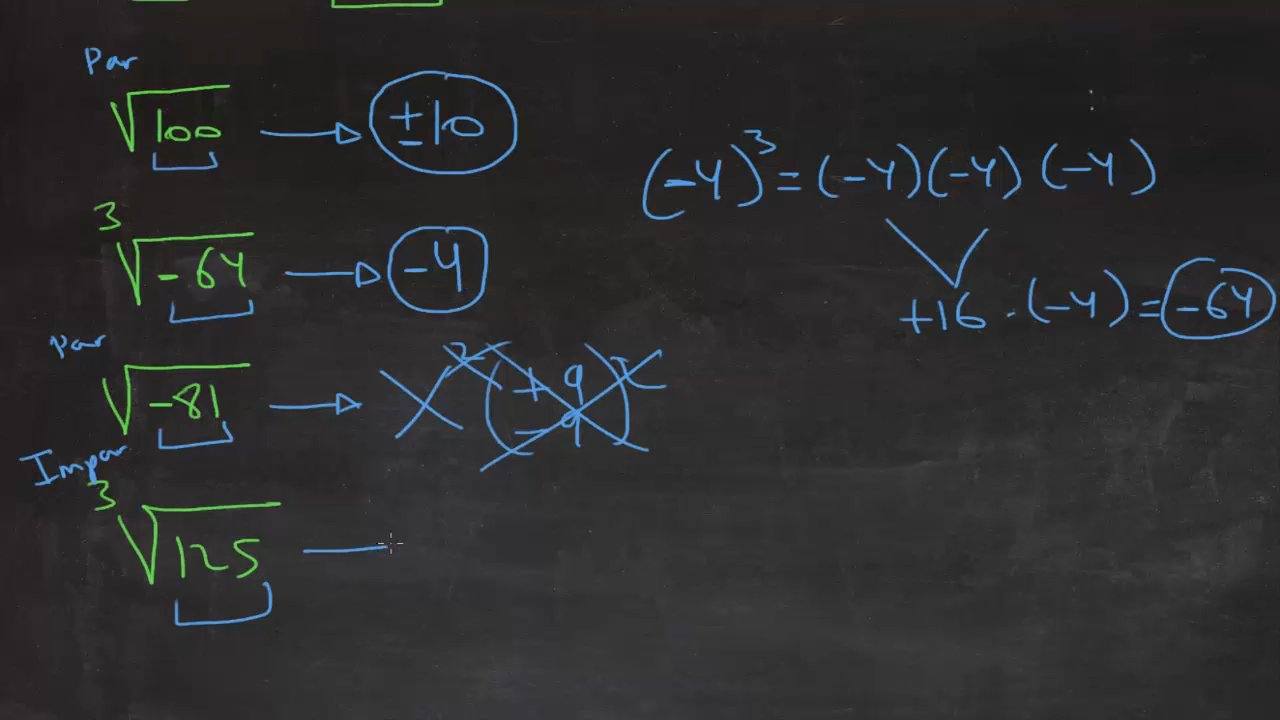 Par
√100 → ±10
(-4)³ = (-4)(-4)(-4)
³√-64 → -4
+16 · (-4) = -64
Par
√-81 →
Impar
³√125 —